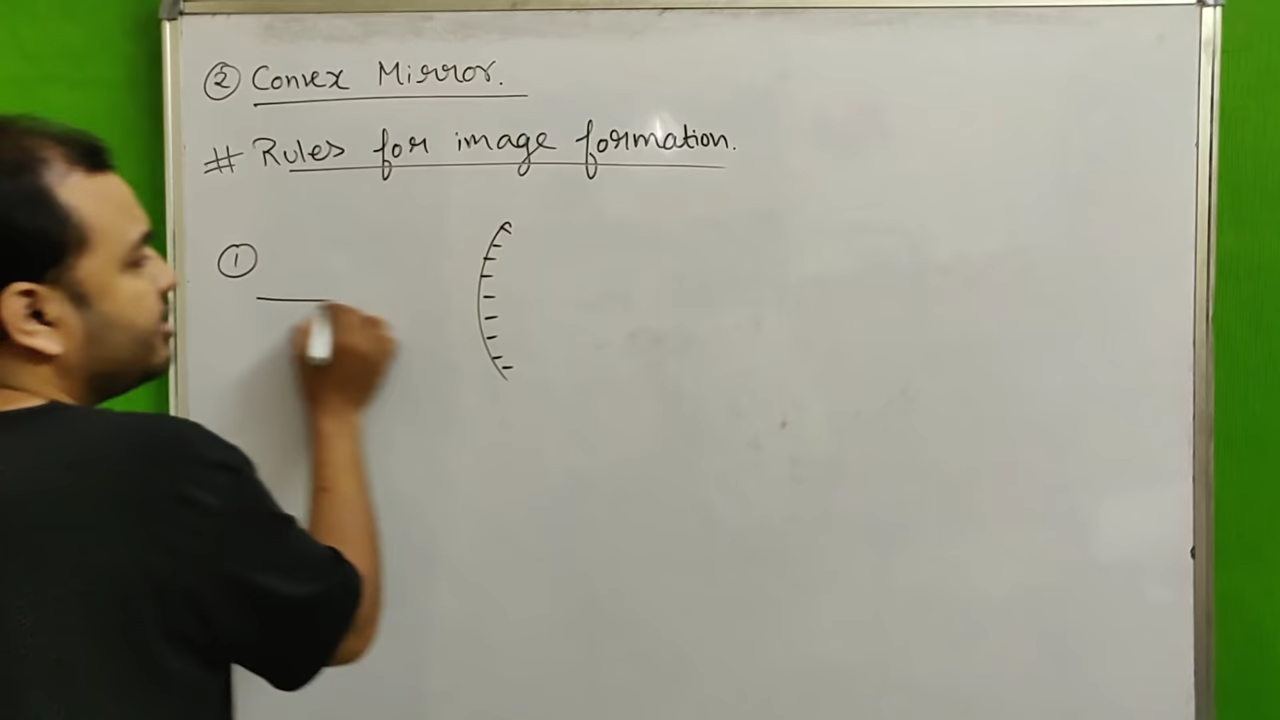 ② Convex Mirror.
# Rules for image formation.
①